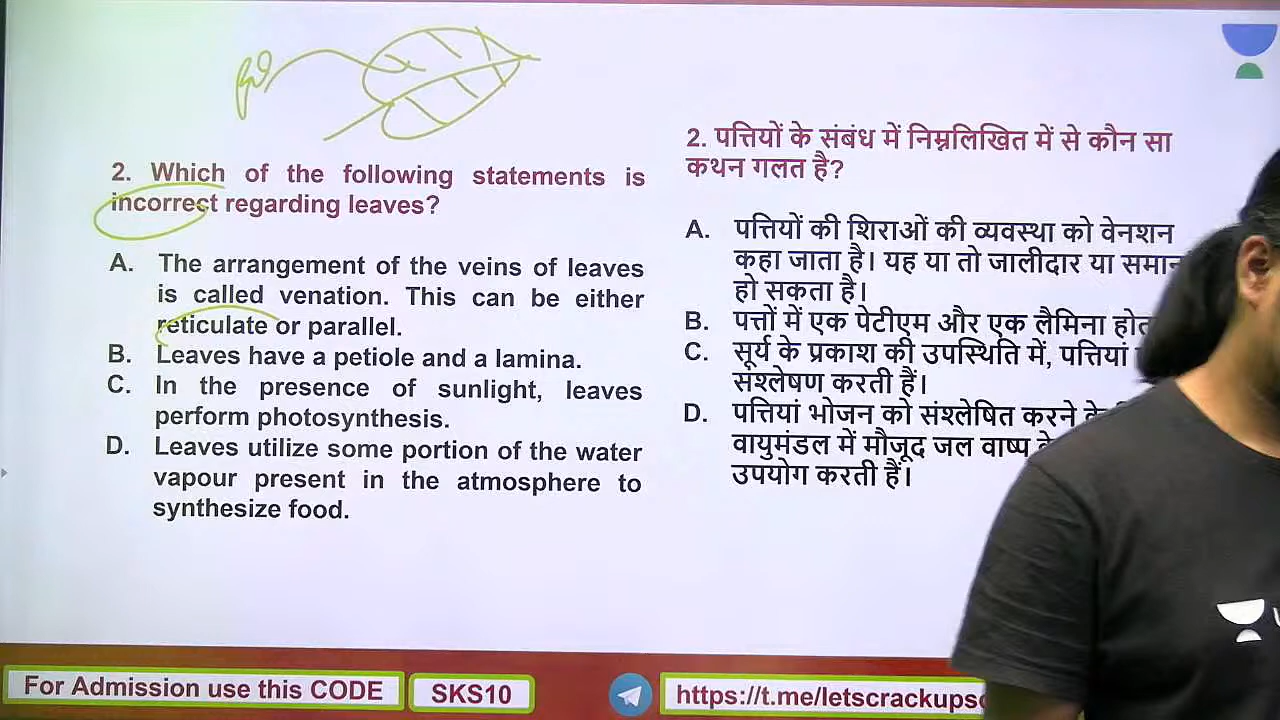 2. Which of the following statements is
incorrect regarding leaves?
A. The arrangement of the veins of leaves
is called venation. This can be either
reticulate or parallel.
B. Leaves have a petiole and a lamina.
C. In the presence of sunlight, leaves
perform photosynthesis.
D. Leaves utilize some portion of the water
vapour present in the atmosphere to
synthesize food.
2. पत्तियों के संबंध में निम्नलिखित में से कौन सा
कथन गलत है?
A. पत्तियों की शिराओं की व्यवस्था को वेनशन
कहा जाता है। यह या तो जालीदार या समान
हो सकता है।
B. पत्तों में एक पेटीएम और एक लैमिना
C. सूर्य के प्रकाश की उपस्थिति में, पत्तियां
संश्लेषण करती हैं।
D. पत्तियां भोजन को संश्लेषित करने
वायुमंडल में मौजूद जल वाष्प
उपयोग करती हैं।
For Admission use this CODE
SKS10
https://t.me/letscrackups